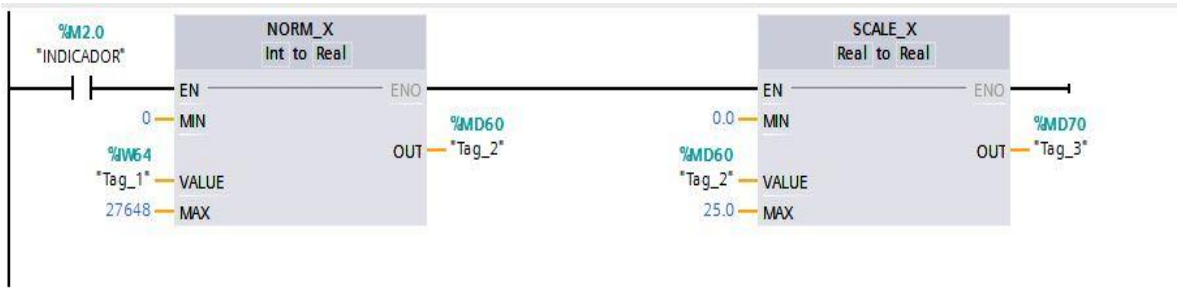 %M2.0
"INDICADOR"
NORM_X
Int to Real
EN
ENO
0
MIN
%IW64
"Tag_1"
VALUE
27648
MAX
OUT
%MD60
"Tag_2"
SCALE_X
Real to Real
EN
ENO
0.0
MIN
%MD60
"Tag_2"
VALUE
25.0
MAX
OUT
%MD70
"Tag_3"